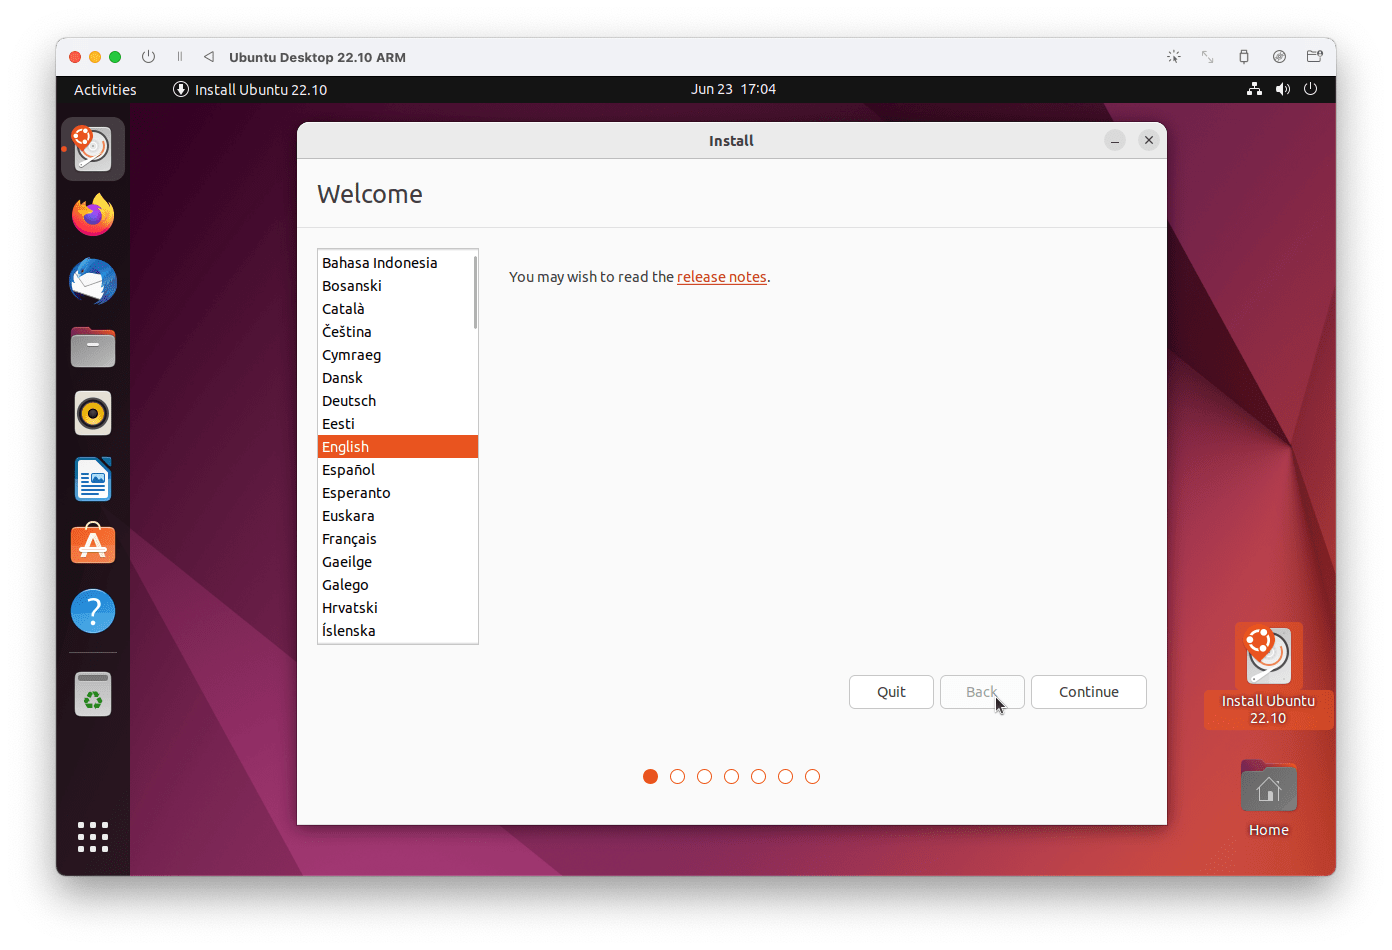 Ubuntu Desktop 22.10 ARM
Activities
Install Ubuntu 22.10
Jun 23 17:04
Install
Welcome
Bahasa Indonesia
Bosanski
Català
Čeština
Cymraeg
Dansk
Deutsch
Eesti
English
Español
Esperanto
Euskara
Français
Gaeilge
Galego
Hrvatski
Íslenska
You may wish to read the release notes.
Quit
Back
Continue
Install Ubuntu
22.10
Home